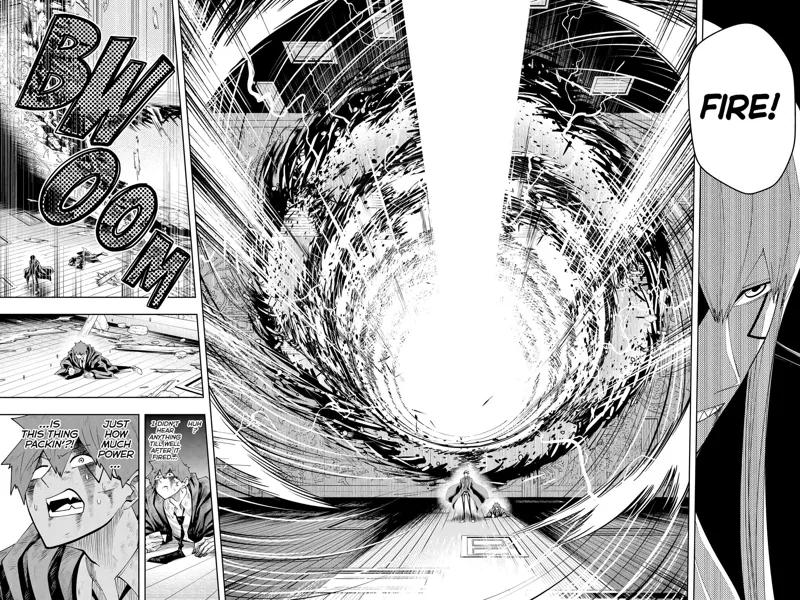 FIRE!
BWOOOM
HUH
?
I DIDN'T
HEAR
ANYTHING
TILL WELL
AFTER IT
FIRED...
JUST
HOW
MUCH
POWER
...
...IS
THIS THING
PACKIN'?!